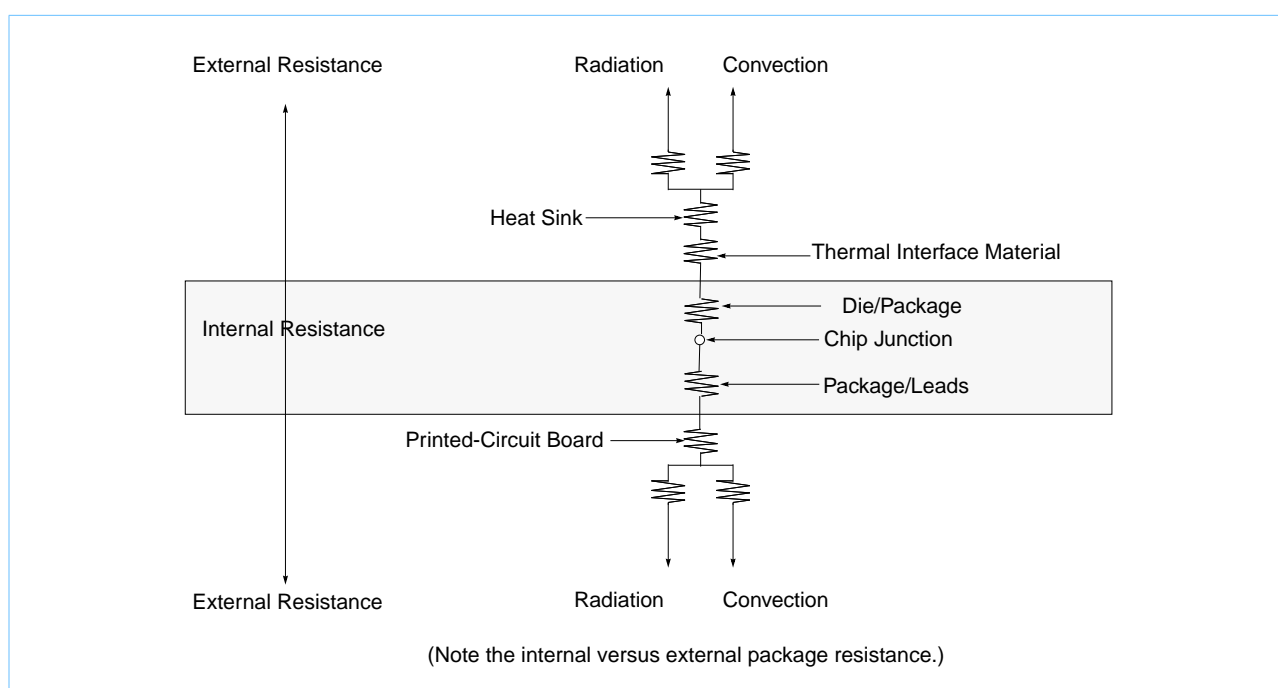 External Resistance
Radiation
Convection
Heat Sink
Thermal Interface Material
Die/Package
Internal Resistance
Chip Junction
Package/Leads
Printed-Circuit Board
External Resistance
Radiation
Convection
(Note the internal versus external package resistance.)